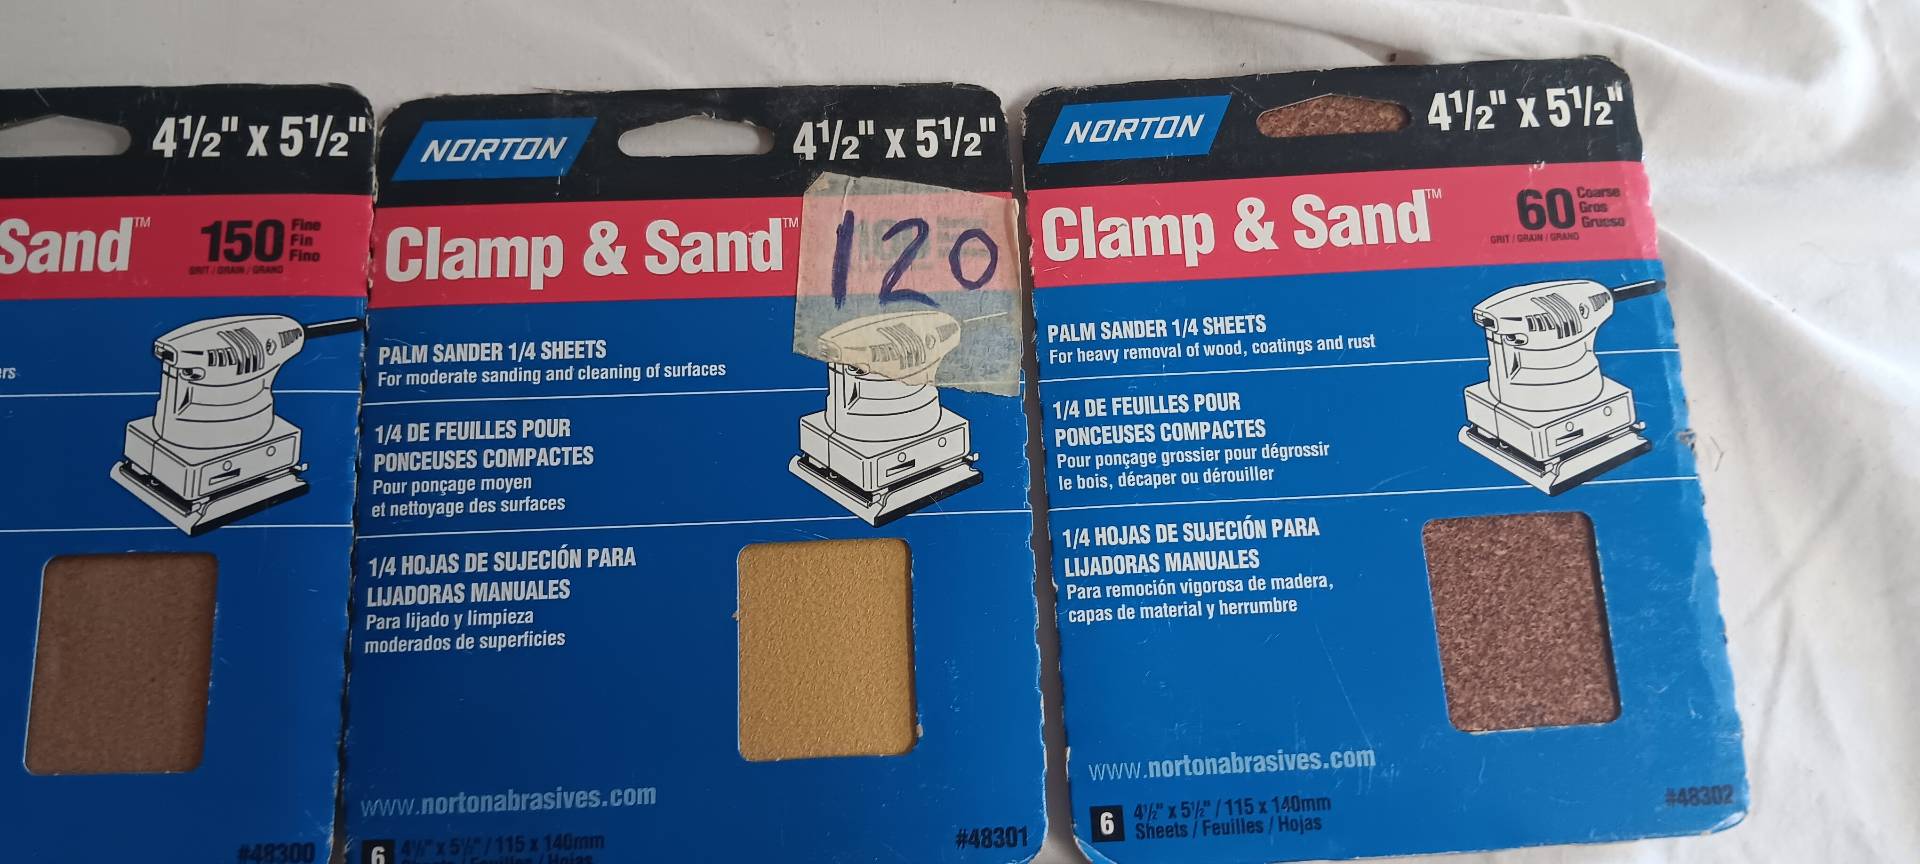 4½" x 5½"
Sand™
150 Fine
Fin
Fino
GRIT / GRAIN / GRANO
#48300
NORTON
4½" x 5½"
Clamp & Sand™
120
PALM SANDER 1/4 SHEETS
For moderate sanding and cleaning of surfaces
1/4 DE FEUILLES POUR
PONCEUSES COMPACTES
Pour ponçage moyen
et nettoyage des surfaces
1/4 HOJAS DE SUJECIÓN PARA
LIJADORAS MANUALES
Para lijado y limpieza
moderados de superficies
www.nortonabrasives.com
6 4½" x 5½" / 115 x 140mm
Sheets / Feuilles / Hojas
#48301
NORTON
4½" x 5½"
Clamp & Sand™
60 Coarse
Gros
Grueso
GRIT / GRAIN / GRANO
PALM SANDER 1/4 SHEETS
For heavy removal of wood, coatings and rust
1/4 DE FEUILLES POUR
PONCEUSES COMPACTES
Pour ponçage grossier pour dégrossir
le bois, décaper ou dérouiller
1/4 HOJAS DE SUJECIÓN PARA
LIJADORAS MANUALES
Para remoción vigorosa de madera,
capas de material y herrumbre
www.nortonabrasives.com
6 4½" x 5½" / 115 x 140mm
Sheets / Feuilles / Hojas
#48302